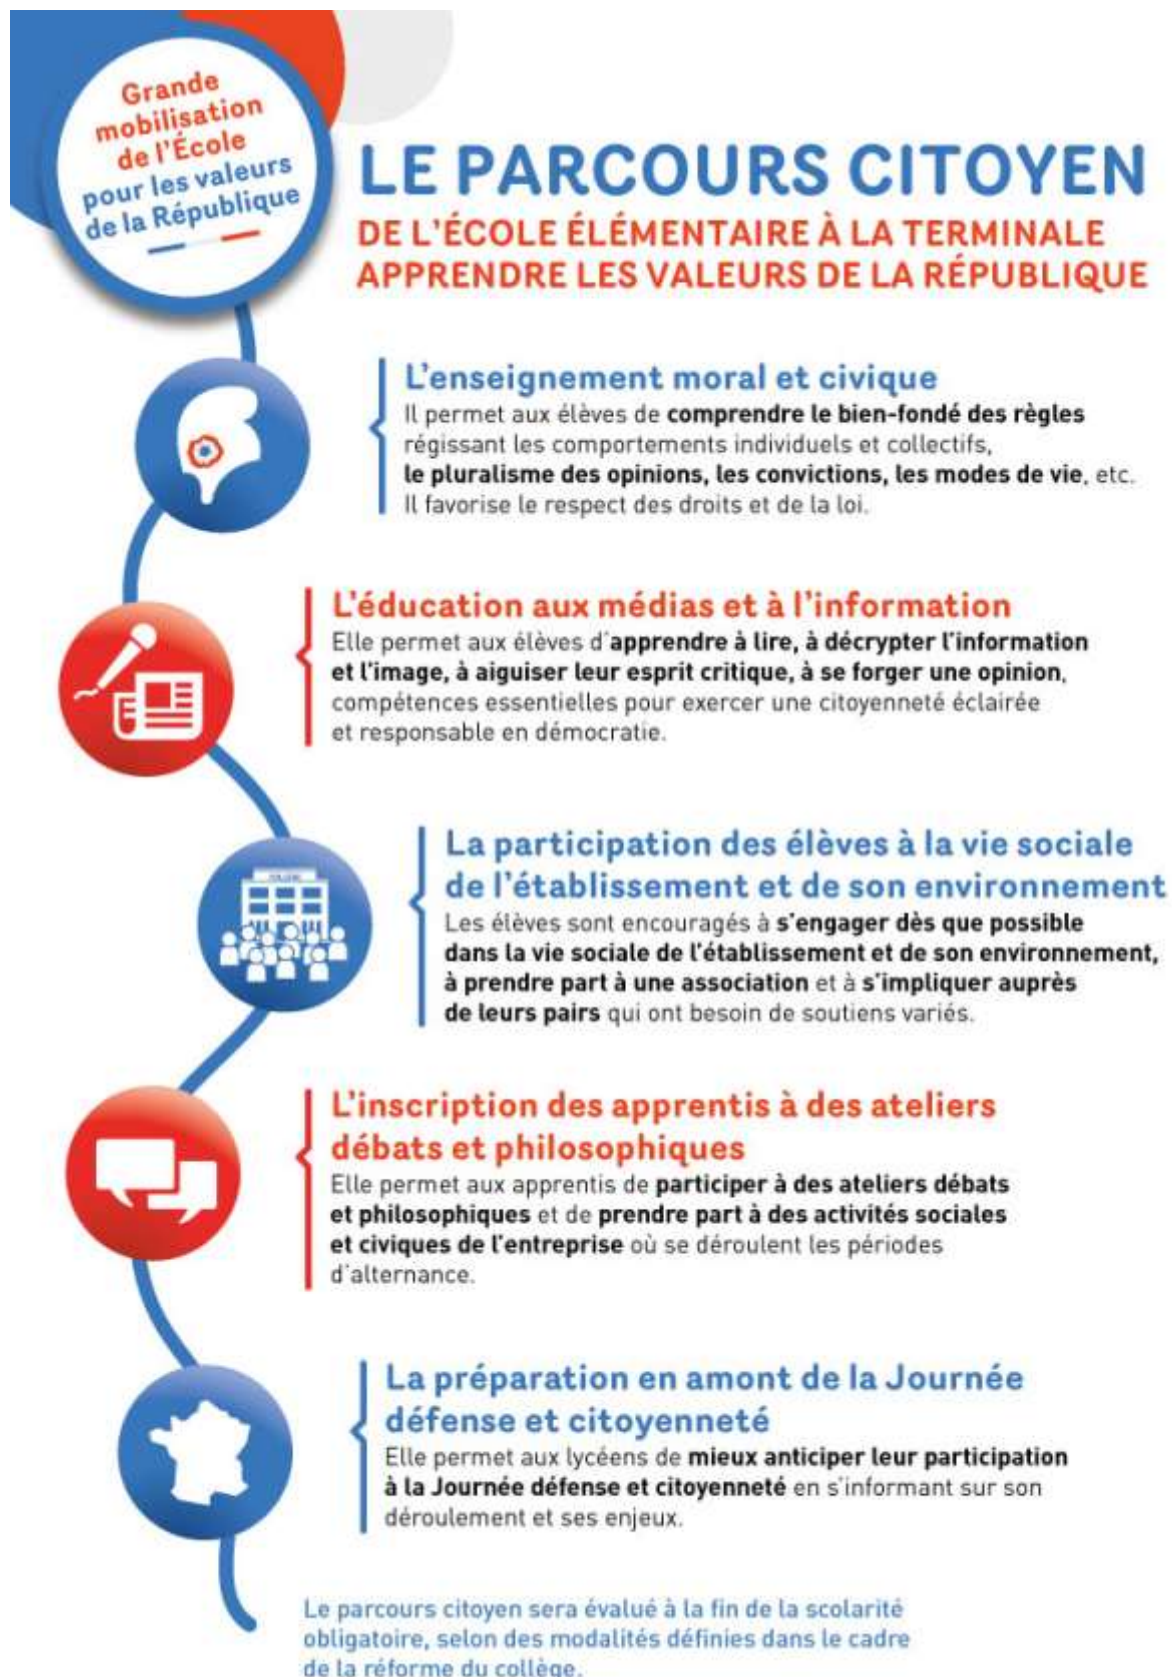 Grande
mobilisation
de l'École
pour les valeurs
de la République
LE PARCOURS CITOYEN
DE L'ÉCOLE ÉLÉMENTAIRE À LA TERMINALE
APPRENDRE LES VALEURS DE LA RÉPUBLIQUE
L'enseignement moral et civique
Il permet aux élèves de comprendre le bien-fondé des règles
régissant les comportements individuels et collectifs,
le pluralisme des opinions, les convictions, les modes de vie, etc.
Il favorise le respect des droits et de la loi.
L'éducation aux médias et à l'information
Elle permet aux élèves d'apprendre à lire, à décrypter l'information
et l'image, à aiguiser leur esprit critique, à se forger une opinion,
compétences essentielles pour exercer une citoyenneté éclairée
et responsable en démocratie.
La participation des élèves à la vie sociale
de l'établissement et de son environnement
Les élèves sont encouragés à s'engager dès que possible
dans la vie sociale de l'établissement et de son environnement,
à prendre part à une association et à s'impliquer auprès
de leurs pairs qui ont besoin de soutiens variés.
L'inscription des apprentis à des ateliers
débats et philosophiques
Elle permet aux apprentis de participer à des ateliers débats
et philosophiques et de prendre part à des activités sociales
et civiques de l'entreprise où se déroulent les périodes
d'alternance.
La préparation en amont de la Journée
défense et citoyenneté
Elle permet aux lycéens de mieux anticiper leur participation
à la Journée défense et citoyenneté en s'informant sur son
déroulement et ses enjeux.
Le parcours citoyen sera évalué à la fin de la scolarité
obligatoire, selon des modalités définies dans le cadre
de la réforme du collège.